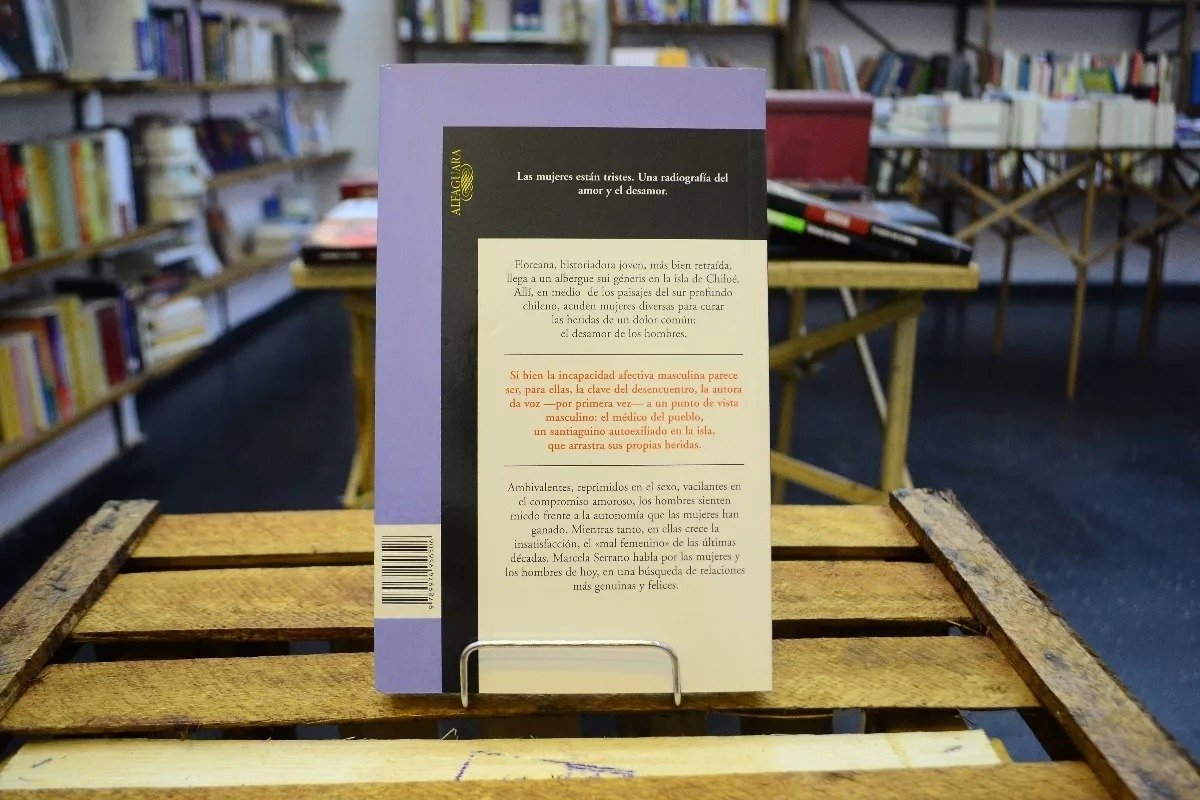 ALFAGUARA
Las mujeres están tristes. Una radiografía del
amor y el desamor.
Floreana, historiadora joven, más bien retraída,
llega a un albergue sui géneris en la isla de Chiloé.
Allí, en medio de los paisajes del sur profundo
chileno, acuden mujeres diversas para curar
las heridas de un dolor común:
el desamor de los hombres.
Si bien la incapacidad afectiva masculina parece
ser, para ellas, la clave del desencuentro, la autora
da voz —por primera vez— a un punto de vista
masculino: el médico del pueblo,
un santiaguino autoexiliado en la isla,
que arrastra sus propias heridas.
Ambivalentes, reprimidos en el sexo, vacilantes en
el compromiso amoroso, los hombres sienten
miedo frente a la autonomía que las mujeres han
ganado. Mientras tanto, en ellas crece la
insatisfacción, el «mal femenino» de las últimas
décadas. Marcela Serrano habla por las mujeres y
los hombres de hoy, en una búsqueda de relaciones
más genuinas y felices.